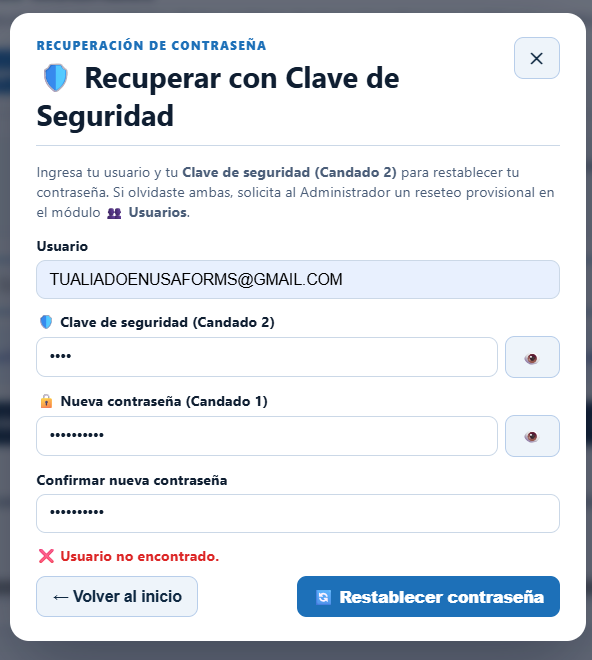 RECUPERACIÓN DE CONTRASEÑA
🛡️ Recuperar con Clave de
Seguridad
✕
Ingresa tu usuario y tu Clave de seguridad (Candado 2) para restablecer tu
contraseña. Si olvidaste ambas, solicita al Administrador un reseteo provisional en
el módulo 👥 Usuarios.
Usuario
TUALIADOENUSAFORMS@GMAIL.COM
🛡️ Clave de seguridad (Candado 2)
••••
🔒 Nueva contraseña (Candado 1)
••••••••••
Confirmar nueva contraseña
••••••••••
❌ Usuario no encontrado.
← Volver al inicio
🔄 Restablecer contraseña